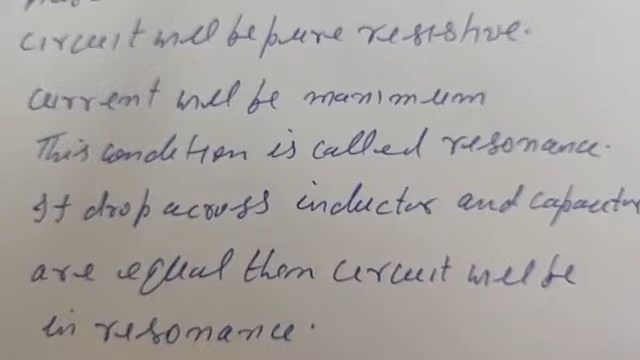 circuit will be pure resistive.
current will be maximum
This condition is called resonance.
If drop across inductor and capacitor
are equal then circuit will be
in resonance.